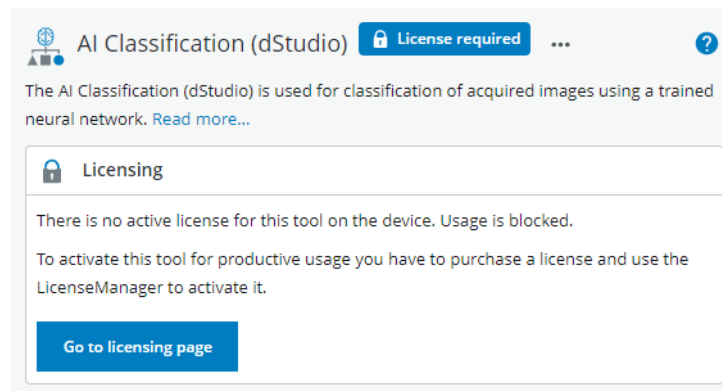 AI Classification (dStudio) License required ... ?
The AI Classification (dStudio) is used for classification of acquired images using a trained
neural network. Read more...
Licensing
There is no active license for this tool on the device. Usage is blocked.
To activate this tool for productive usage you have to purchase a license and use the
LicenseManager to activate it.
Go to licensing page